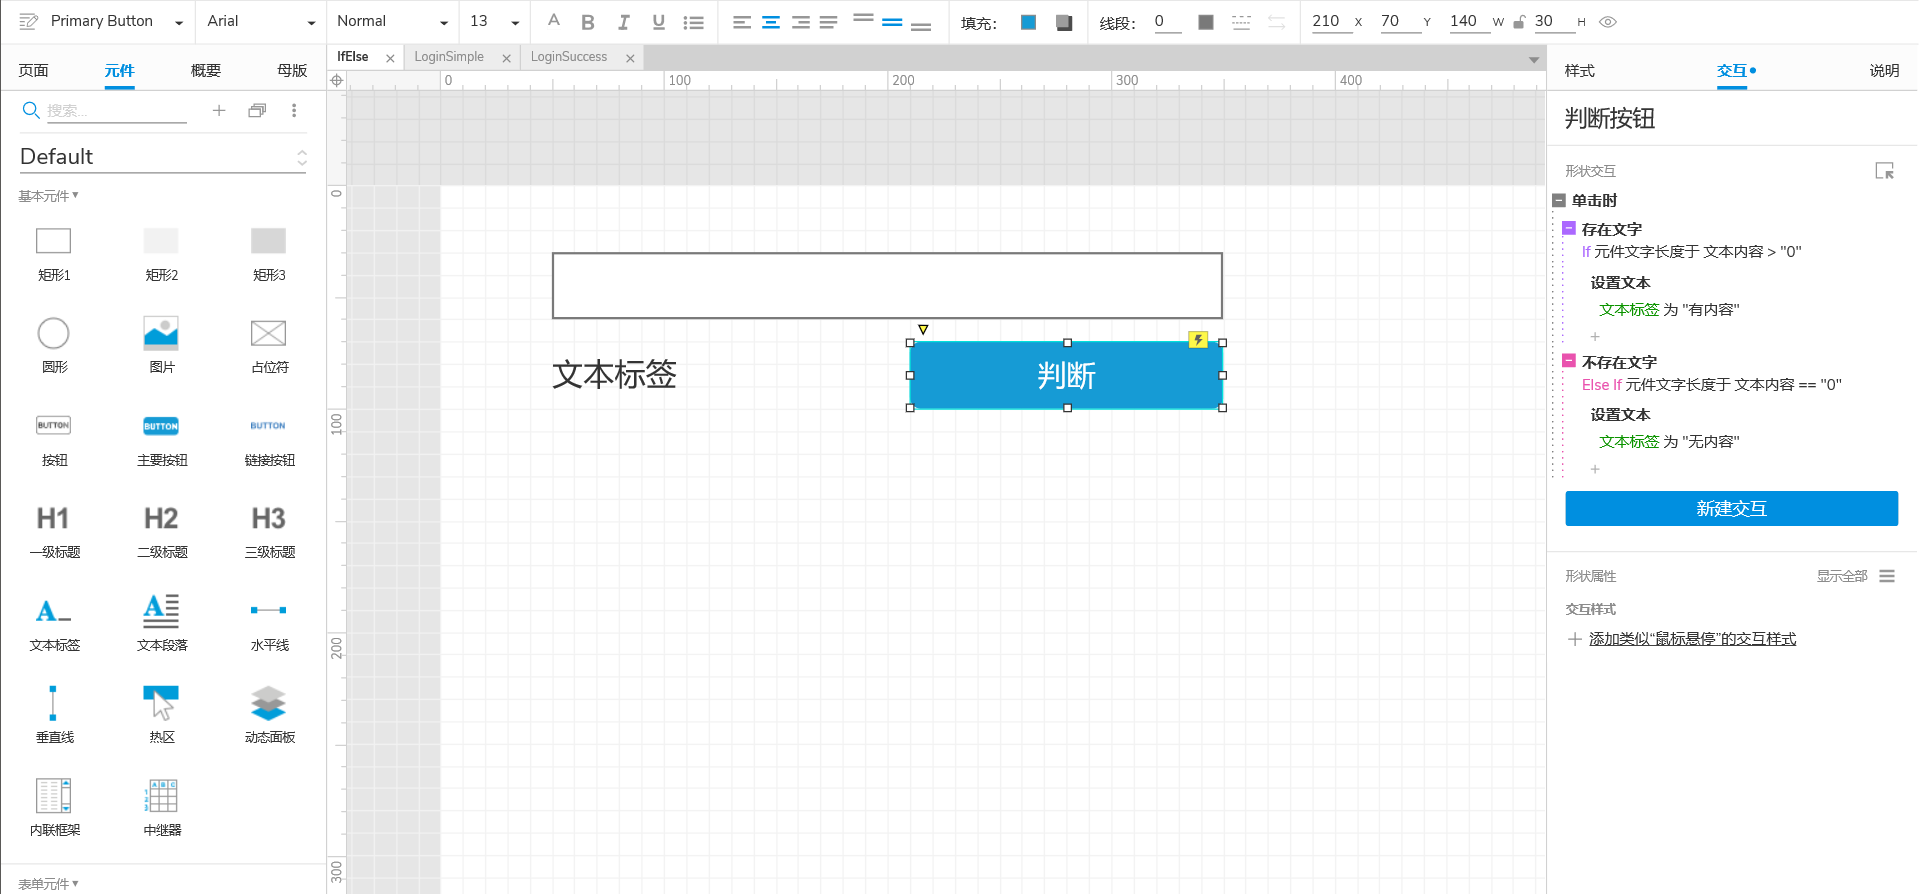 Primary Button Arial Normal 13 填充： 线段： 0 210 X 70 Y 140 W 30 H
IfElse LoginSimple LoginSuccess
页面 元件 概要 母版
搜索...
Default
基本元件
矩形1 矩形2 矩形3
圆形 图片 占位符
BUTTON BUTTON BUTTON
按钮 主要按钮 链接按钮
H1 H2 H3
一级标题 二级标题 三级标题
文本标签 文本段落 水平线
垂直线 热区 动态面板
内联框架 中继器
表单元件
0 100 200 300 400
0
100
200
300
文本标签 判断
样式 交互 说明
判断按钮
形状交互
单击时
存在文字
If 元件文字长度于 文本内容 > "0"
设置文本
文本标签 为 "有内容"
不存在文字
Else If 元件文字长度于 文本内容 == "0"
设置文本
文本标签 为 "无内容"
新建交互
形状属性 显示全部
交互样式
添加类似“鼠标悬停”的交互样式